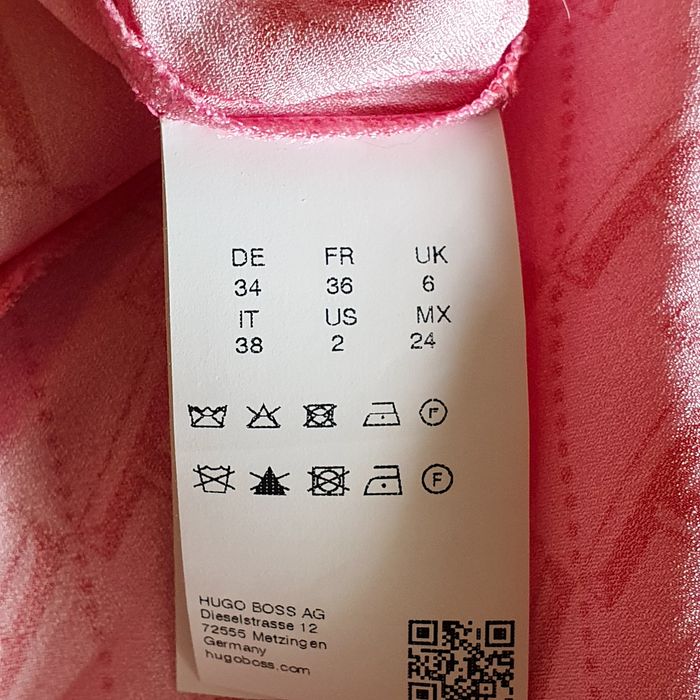 DE FR UK
34 36 6
IT US MX
38 2 24
F
F
HUGO BOSS AG
Dieselstrasse 12
72555 Metzingen
Germany
hugoboss.com